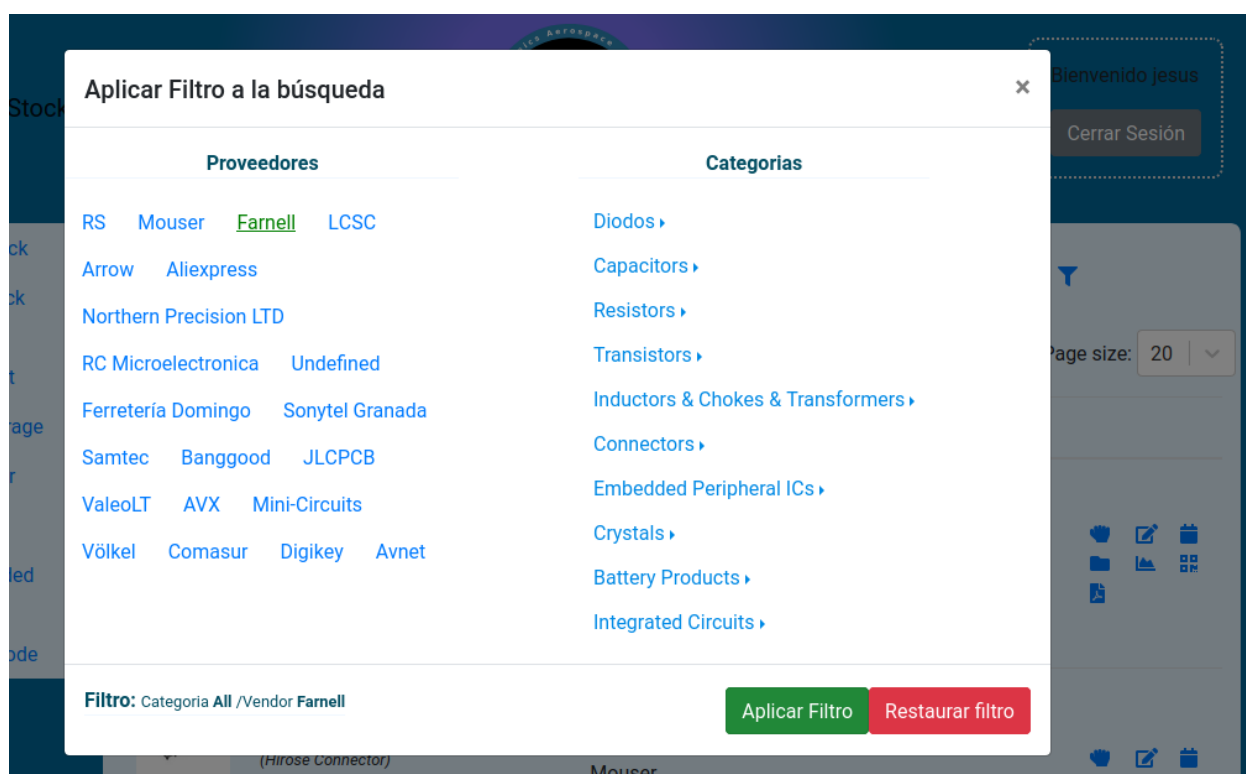 ics Aerospace
Aplicar Filtro a la búsqueda
×
Bienvenido jesus
Stock
Cerrar Sesión
Proveedores
Categorias
RS Mouser Farnell LCSC
Arrow Aliexpress
Northern Precision LTD
RC Microelectronica Undefined
Ferretería Domingo Sonytel Granada
Samtec Banggood JLCPCB
ValeoLT AVX Mini-Circuits
Völkel Comasur Digikey Avnet
Diodos
Capacitors
Resistors
Transistors
Inductors & Chokes & Transformers
Connectors
Embedded Peripheral ICs
Crystals
Battery Products
Integrated Circuits
Page size: 20
Filtro: Categoria All /Vendor Farnell
Aplicar Filtro
Restaurar filtro
(Hirose Connector)
Mouser